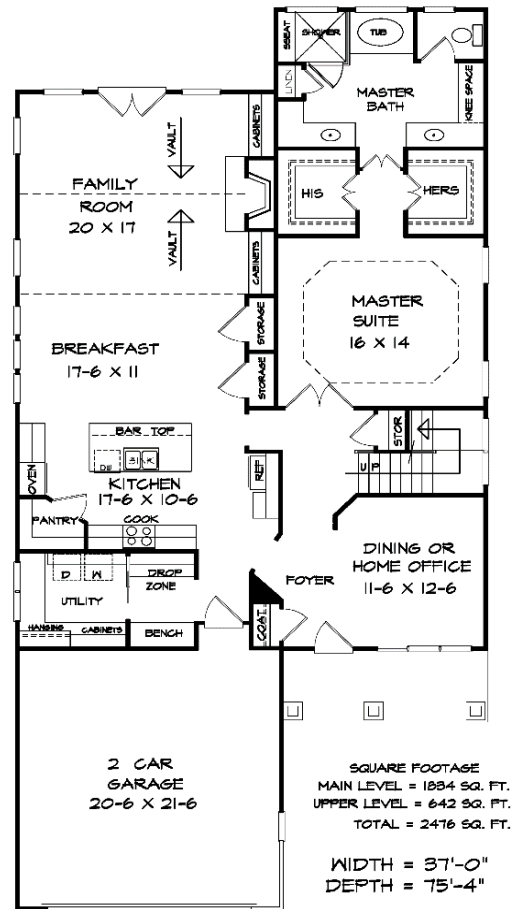 SSEAT
SHOWER
TUB
LINEN
MASTER
BATH
KNEE SPACE
CABINETS
VAULT
FAMILY
ROOM
20 X 17
VAULT
CABINETS
HIS
HERS
MASTER
SUITE
16 X 14
STORAGE
BREAKFAST
17-6 X 11
STORAGE
BAR TOP
STOR
OVEN
KITCHEN
17-6 X 10-6
REF
UP
PANTRY
COOK
DINING OR
HOME OFFICE
11-6 X 12-6
D W
DROP
ZONE
FOYER
UTILITY
HANGING
CABINETS
BENCH
COAT
2 CAR
GARAGE
20-6 X 21-6
SQUARE FOOTAGE
MAIN LEVEL = 1834 SQ. FT.
UPPER LEVEL = 642 SQ. FT.
TOTAL = 2476 SQ. FT.
WIDTH = 37'-0"
DEPTH = 75'-4"